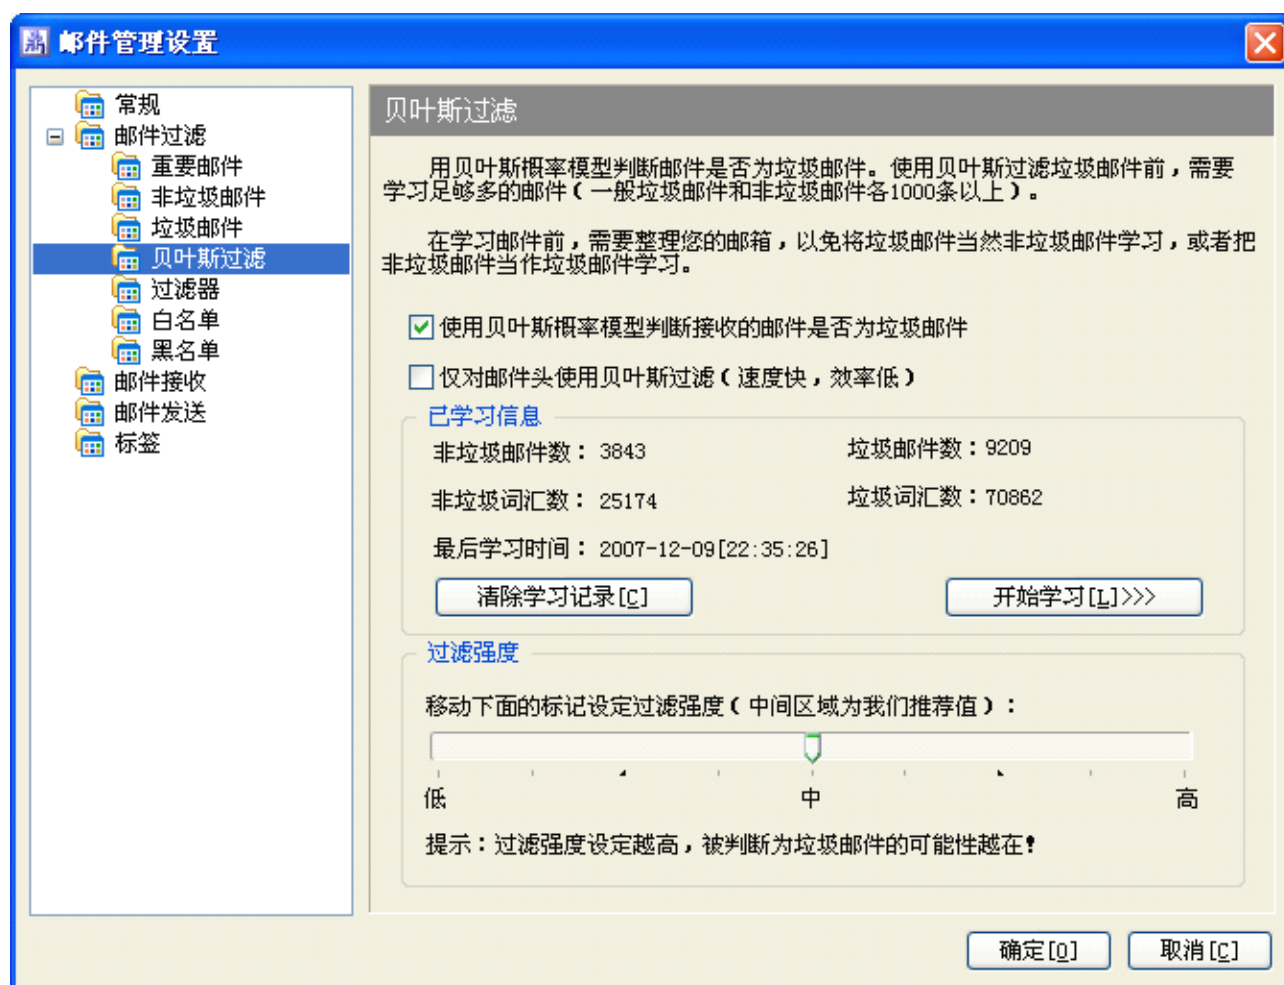 邮件管理设置
常规
邮件过滤
重要邮件
非垃圾邮件
垃圾邮件
贝叶斯过滤
过滤器
白名单
黑名单
邮件接收
邮件发送
标签
贝叶斯过滤
用贝叶斯概率模型判断邮件是否为垃圾邮件。使用贝叶斯过滤垃圾邮件前，需要
学习足够多的邮件（一般垃圾邮件和非垃圾邮件各1000条以上）。
在学习邮件前，需要整理您的邮箱，以免将垃圾邮件当然非垃圾邮件学习，或者把
非垃圾邮件当作垃圾邮件学习。
使用贝叶斯概率模型判断接收的邮件是否为垃圾邮件
仅对邮件头使用贝叶斯过滤（速度快，效率低）
已学习信息
非垃圾邮件数：3843 垃圾邮件数：9209
非垃圾词汇数：25174 垃圾词汇数：70862
最后学习时间：2007-12-09[22:35:26]
清除学习记录[C] 开始学习[L]>>>
过滤强度
移动下面的标记设定过滤强度（中间区域为我们推荐值）：
低 中 高
提示：过滤强度设定越高，被判断为垃圾邮件的可能性越在！
确定[O] 取消[C]